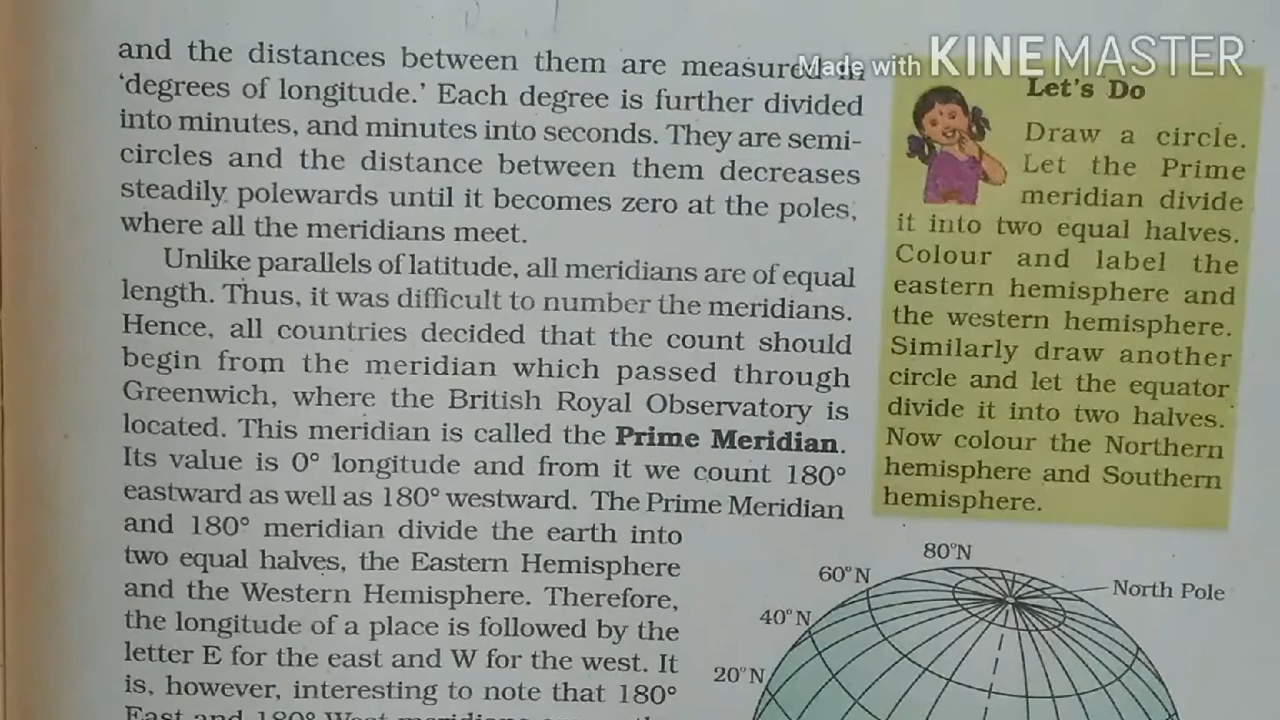 and the distances between them are measured in
'degrees of longitude.' Each degree is further divided
into minutes, and minutes into seconds. They are semi-
circles and the distance between them decreases
steadily polewards until it becomes zero at the poles,
where all the meridians meet.
Unlike parallels of latitude, all meridians are of equal
length. Thus, it was difficult to number the meridians.
Hence, all countries decided that the count should
begin from the meridian which passed through
Greenwich, where the British Royal Observatory is
located. This meridian is called the Prime Meridian.
Its value is 0° longitude and from it we count 180°
eastward as well as 180° westward. The Prime Meridian
and 180° meridian divide the earth into
two equal halves, the Eastern Hemisphere
and the Western Hemisphere. Therefore,
the longitude of a place is followed by the
letter E for the east and W for the west. It
is, however, interesting to note that 180°
East and 180° West meridians
Made with KINEMASTER
Let's Do
Draw a circle.
Let the Prime
meridian divide
it into two equal halves.
Colour and label the
eastern hemisphere and
the western hemisphere.
Similarly draw another
circle and let the equator
divide it into two halves.
Now colour the Northern
hemisphere and Southern
hemisphere.
80°N
60°N
North Pole
40°N
20°N